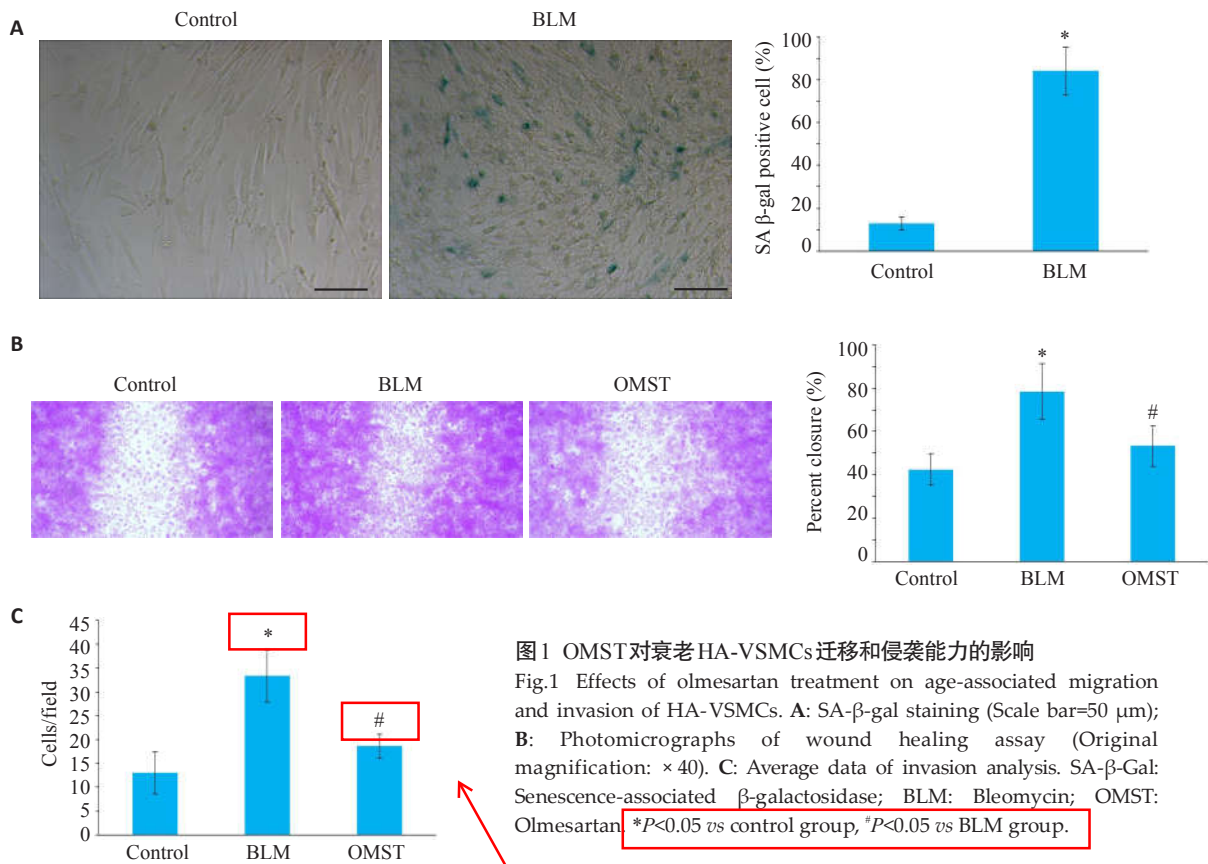 A
Control
BLM
SA β-gal positive cell (%)
100
80
60
40
20
0
*
Control
BLM
B
Control
BLM
OMST
Percent closure (%)
100
80
60
40
20
0
*
#
Control
BLM
OMST
C
Cells/field
45
40
35
30
25
20
15
10
5
0
*
#
Control
BLM
OMST
图1 OMST对衰老HA-VSMCs迁移和侵袭能力的影响
Fig.1 Effects of olmesartan treatment on age-associated migration
and invasion of HA-VSMCs. A: SA-β-gal staining (Scale bar=50 μm);
B: Photomicrographs of wound healing assay (Original
magnification: ×40). C: Average data of invasion analysis. SA-β-Gal:
Senescence-associated β-galactosidase; BLM: Bleomycin; OMST:
Olmesartan. *P<0.05 vs control group, #P<0.05 vs BLM group.